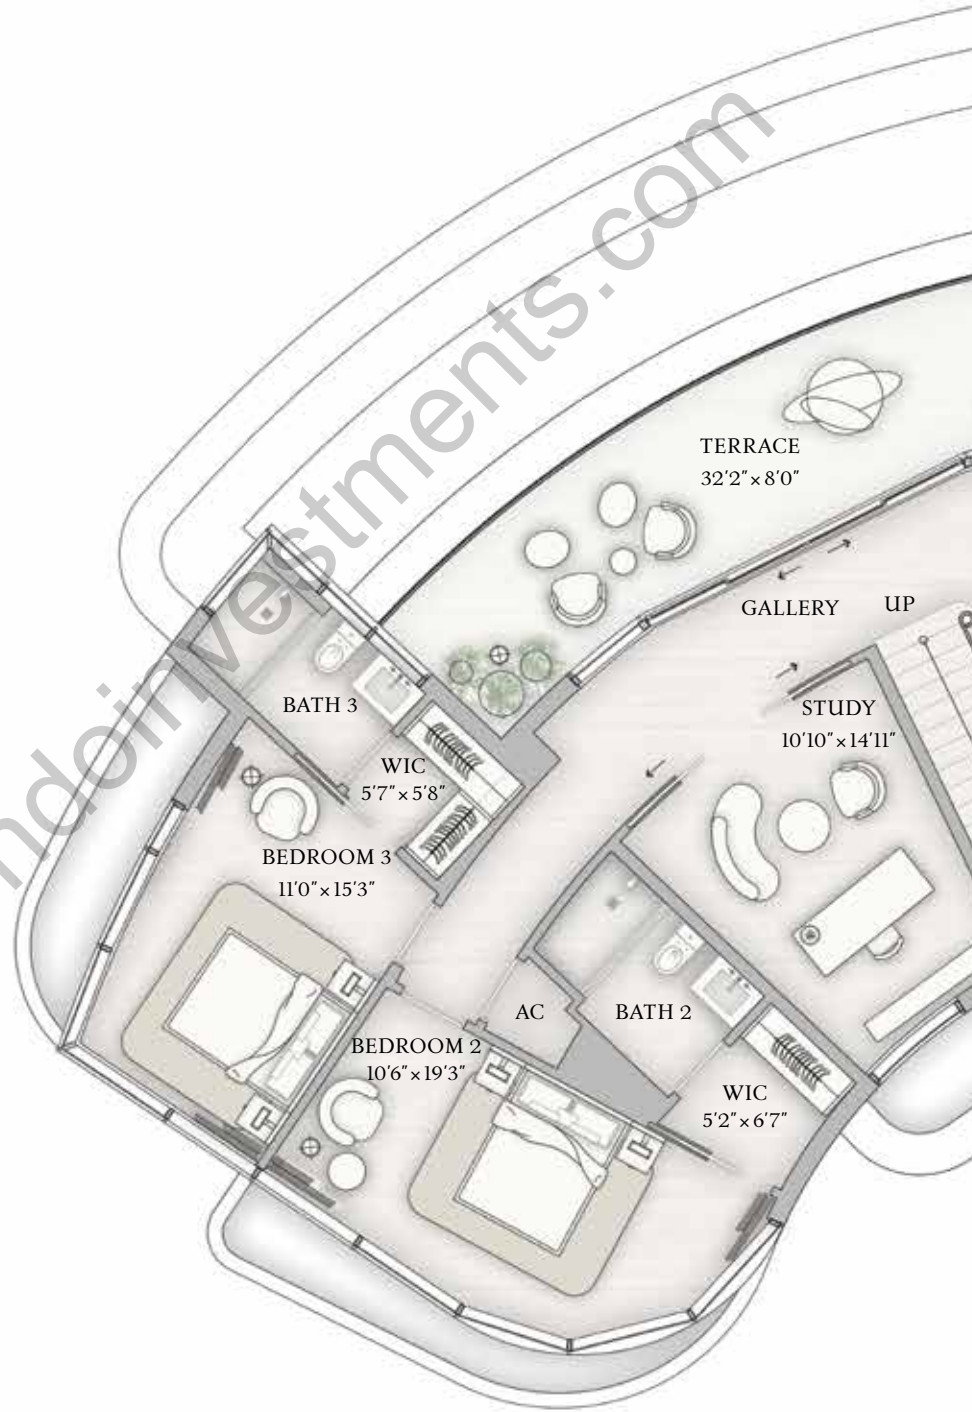 ndoinvestments.com
TERRACE
32'2" × 8'0"
GALLERY
UP
STUDY
10'10" × 14'11"
BATH 3
WIC
5'7" × 5'8"
BEDROOM 3
11'0" × 15'3"
AC
BATH 2
BEDROOM 2
10'6" × 19'3"
WIC
5'2" × 6'7"